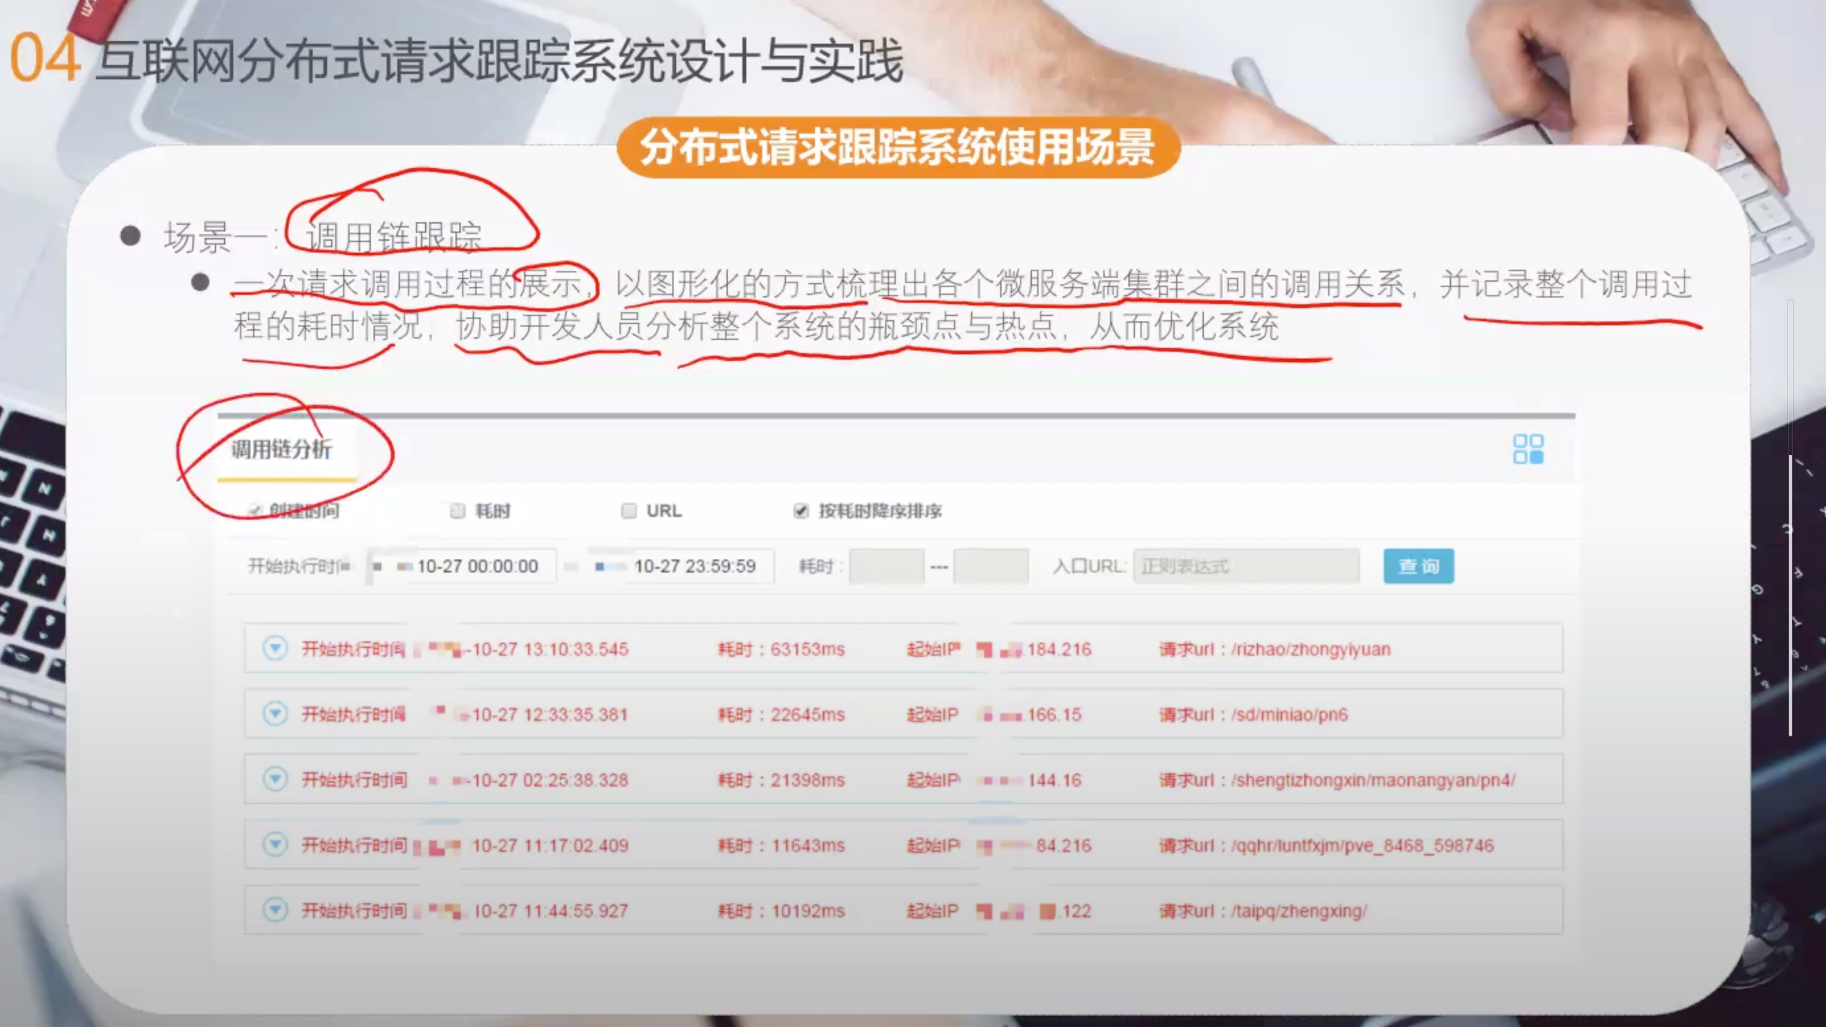 04 互联网分布式请求跟踪系统设计与实践
分布式请求跟踪系统使用场景
场景一：调用链跟踪
一次请求调用过程的展示，以图形化的方式梳理出各个微服务端集群之间的调用关系，并记录整个调用过
程的耗时情况，协助开发人员分析整个系统的瓶颈点与热点，从而优化系统
调用链分析
创建时间 耗时 URL 按耗时降序排序
开始执行时间 10-27 00:00:00 10-27 23:59:59 耗时： --- 入口URL: 正则表达式 查询
开始执行时间 -10-27 13:10:33.545 耗时：63153ms 起始IP .184.216 请求url：/rizhao/zhongyiyuan
开始执行时间 -10-27 12:33:35.381 耗时：22645ms 起始IP .166.15 请求url：/sd/miniao/pn6
开始执行时间 -10-27 02:25:38.328 耗时：21398ms 起始IP 144.16 请求url：/shengtizhongxin/maonangyan/pn4/
开始执行时间 10-27 11:17:02.409 耗时：11643ms 起始IP 84.216 请求url：/qqhr/luntfxjm/pve_8468_598746
开始执行时间 10-27 11:44:55.927 耗时：10192ms 起始IP .122 请求url：/taipq/zhengxing/